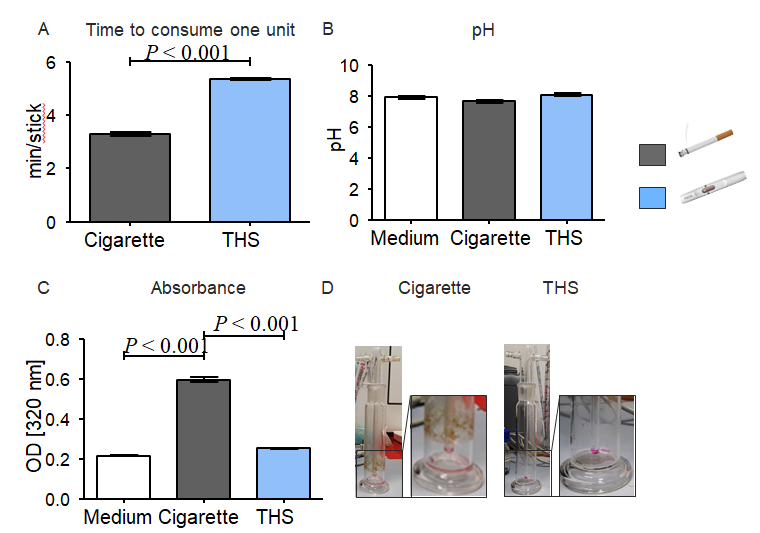 A Time to consume one unit
P < 0.001
min/stick
6
4
2
0
Cigarette THS
B pH
pH
10
8
6
4
2
0
Medium Cigarette THS
C Absorbance
P < 0.001
P < 0.001
OD [320 nm]
0.8
0.6
0.4
0.2
0.0
Medium Cigarette THS
D Cigarette THS